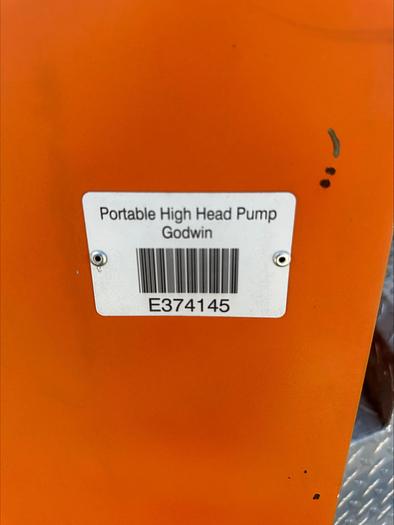 Portable High Head Pump
Godwin
E374145